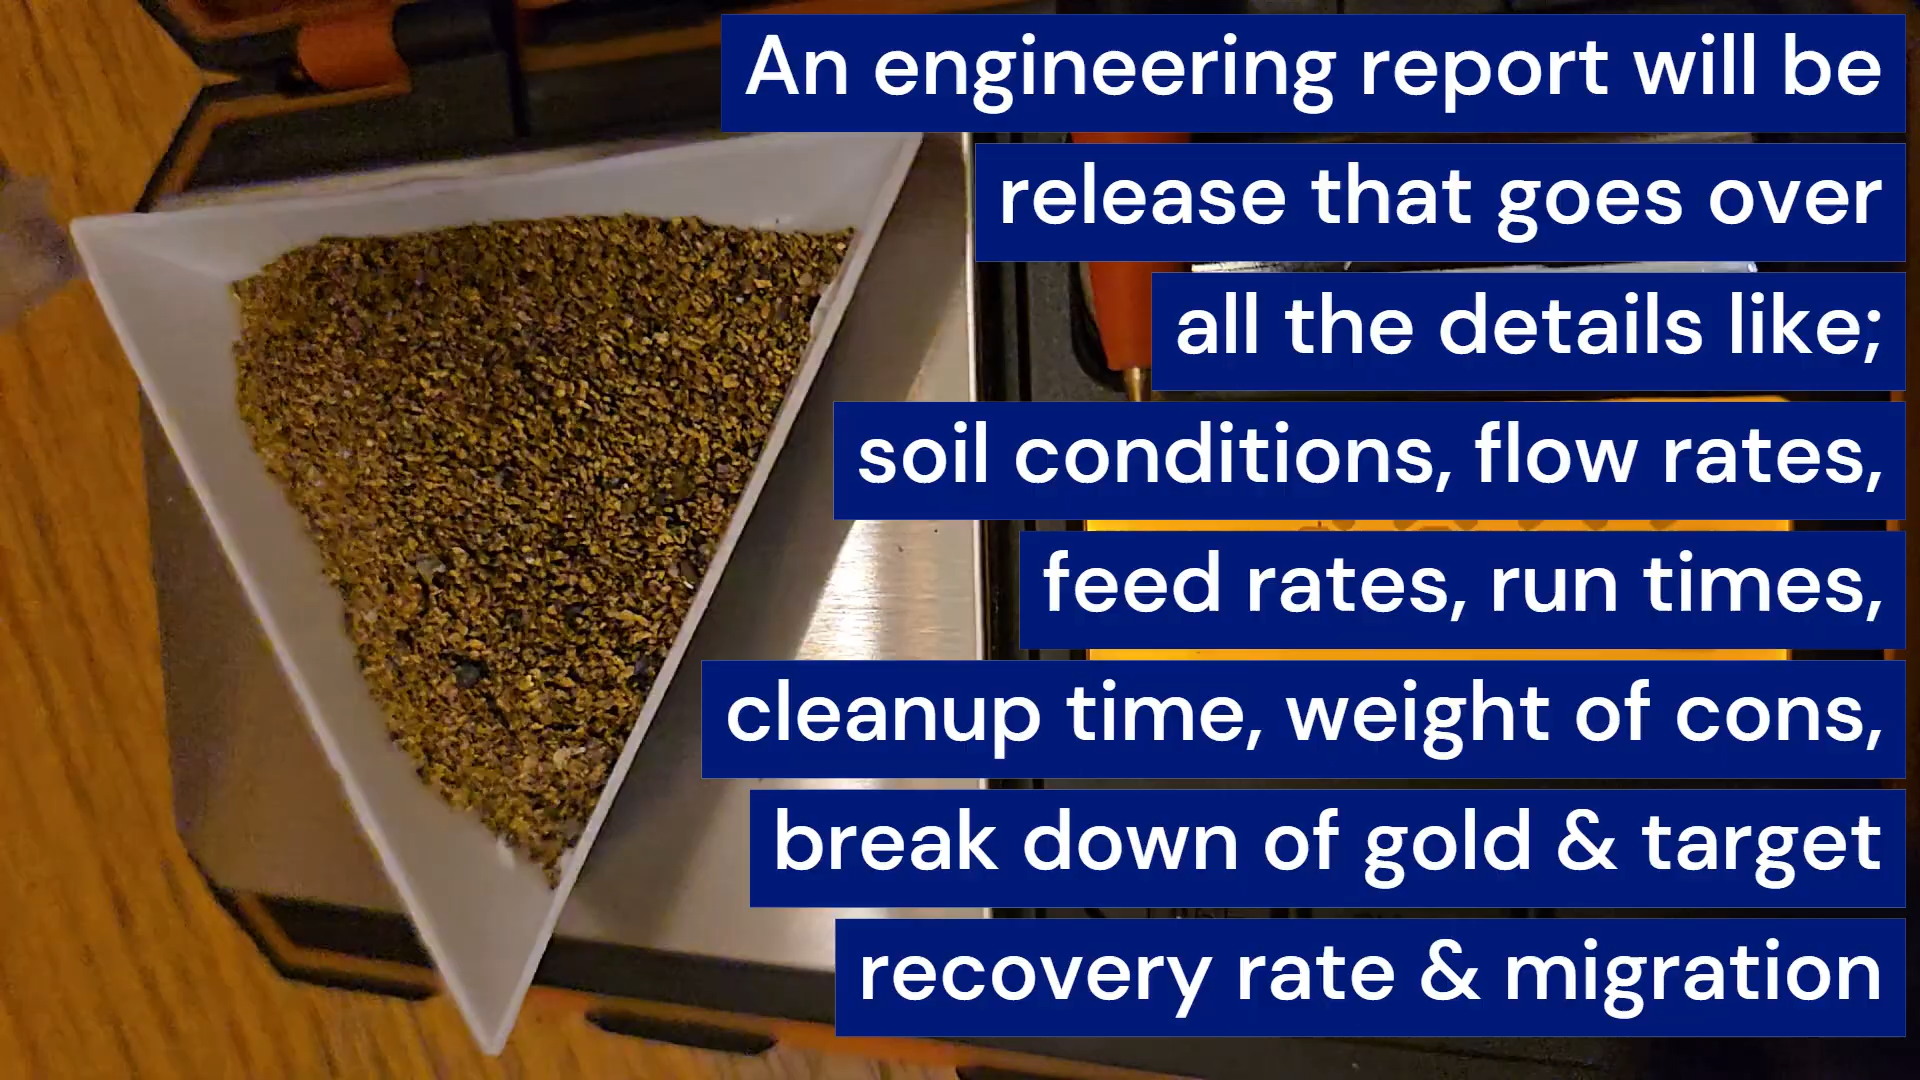 An engineering report will be
release that goes over
all the details like;
soil conditions, flow rates,
feed rates, run times,
cleanup time, weight of cons,
break down of gold & target
recovery rate & migration